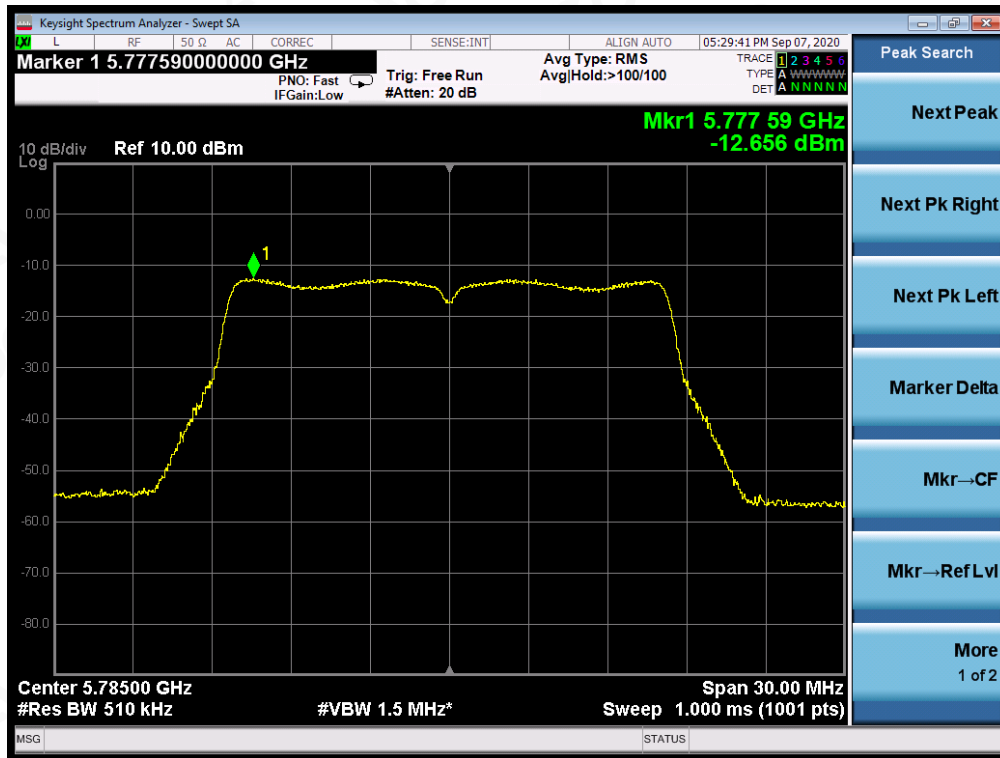 Keysight Spectrum Analyzer - Swept SA
LXI L RF 50 Ω AC CORREC SENSE:INT ALIGN AUTO 05:29:41 PM Sep 07, 2020
Marker 1 5.777590000000 GHz
PNO: Fast
IFGain:Low
Trig: Free Run
#Atten: 20 dB
Avg Type: RMS
Avg|Hold:>100/100
TRACE 1 2 3 4 5 6
TYPE A WWWWW
DET A N N N N N
Mkr1 5.777 59 GHz
-12.656 dBm
10 dB/div Ref 10.00 dBm
Log
0.00
-10.0
-20.0
-30.0
-40.0
-50.0
-60.0
-70.0
-80.0
1
Center 5.78500 GHz Span 30.00 MHz
#Res BW 510 kHz #VBW 1.5 MHz* Sweep 1.000 ms (1001 pts)
MSG STATUS
Peak Search
Next Peak
Next Pk Right
Next Pk Left
Marker Delta
Mkr→CF
Mkr→Ref Lvl
More
1 of 2